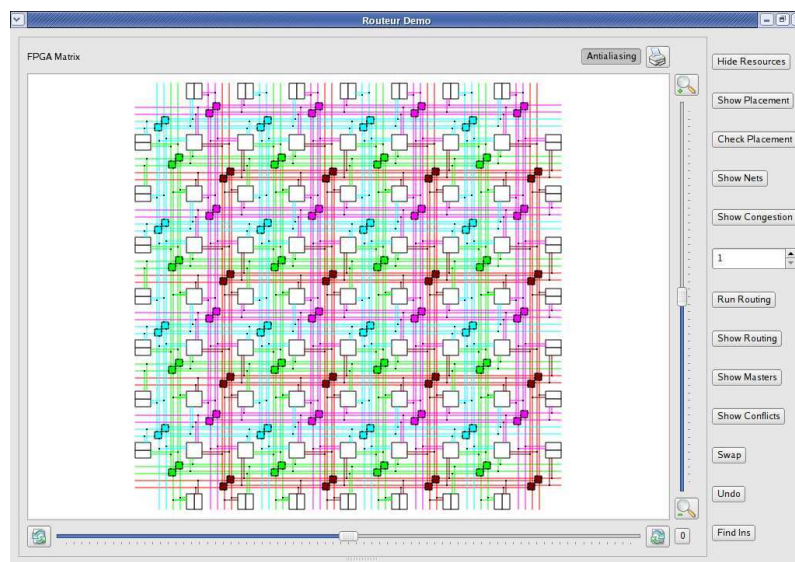 Routeur Demo
FPGA Matrix
Antialiasing
Hide Resources
Show Placement
Check Placement
Show Nets
Show Congestion
1
Run Routing
Show Routing
Show Masters
Show Conflicts
Swap
Undo
0
Find Ins